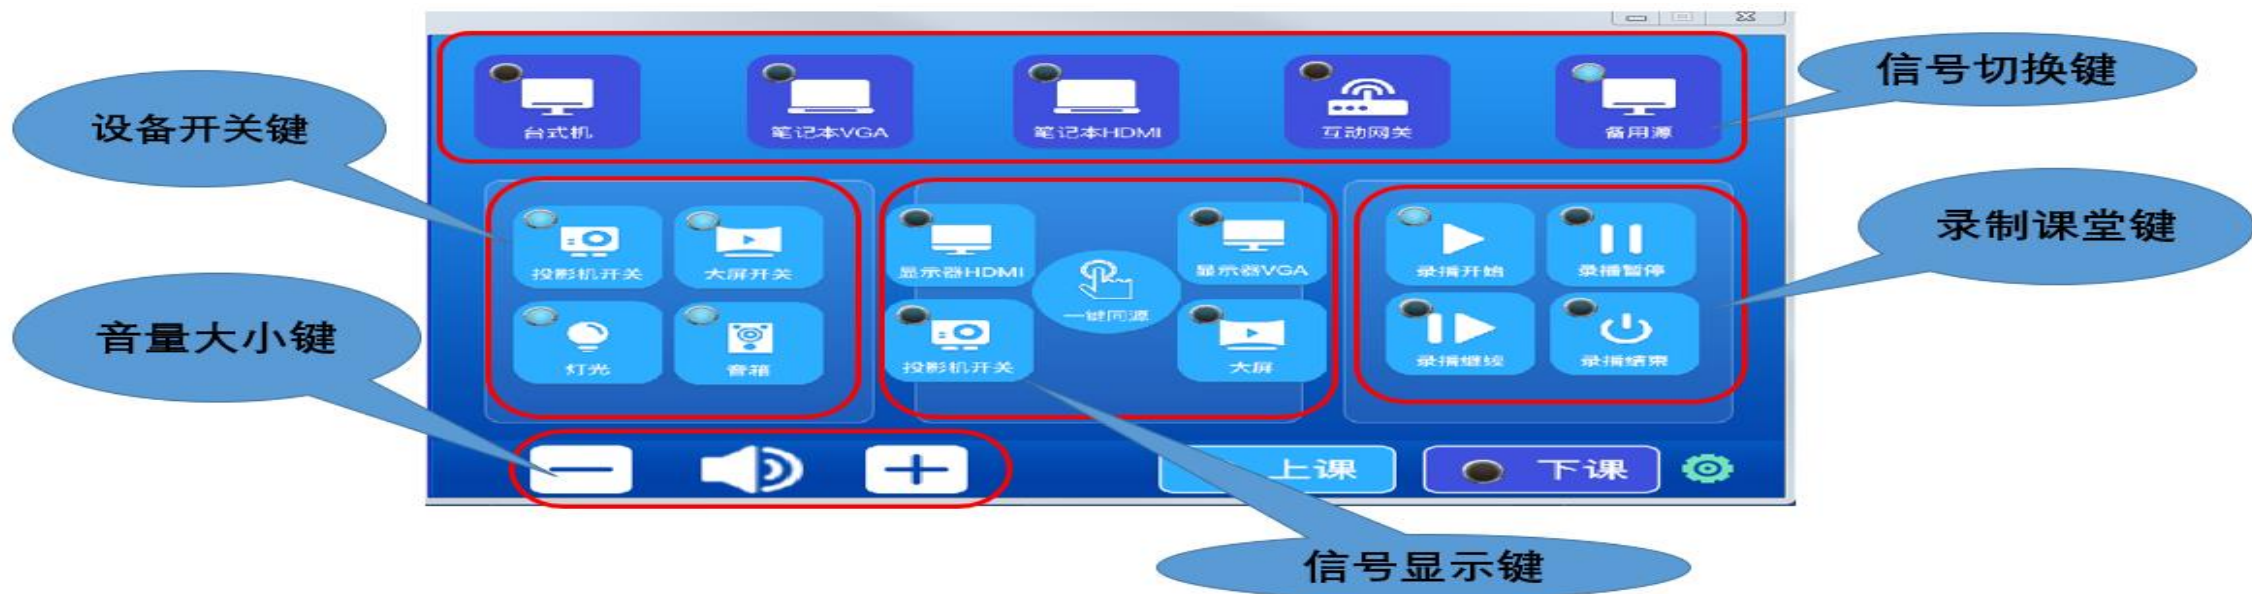 信号切换键
设备开关键
台式机
笔记本VGA
笔记本HDMI
互动网关
备用源
录制课堂键
投影机开关
大屏开关
显示器HDMI
显示器VGA
录播开始
录播暂停
一键同源
音量大小键
灯光
音箱
投影机开关
大屏
录播继续
录播结束
上课
下课
信号显示键